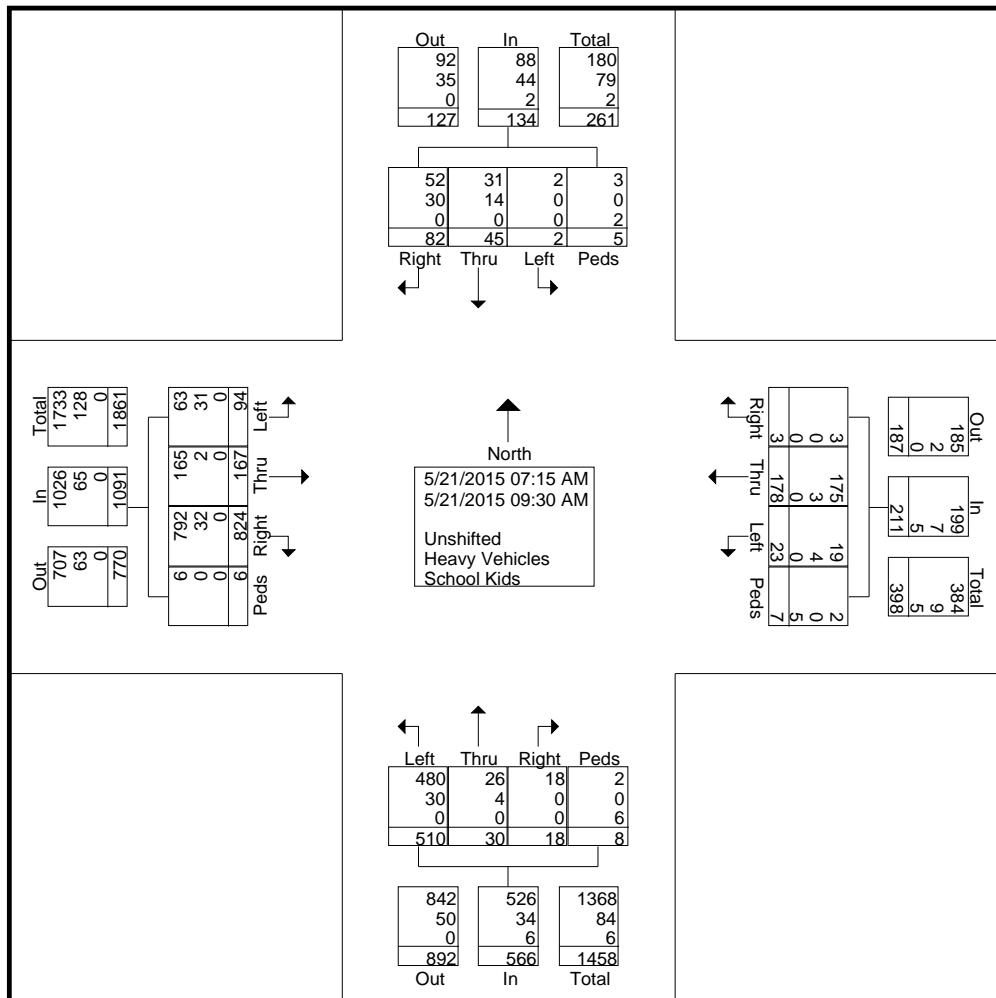 Out In Total
92 88 180
35 44 79
0 2 2
127 134 261
52 31 2 3
30 14 0 0
0 0 0 2
82 45 2 5
Right Thru Left Peds
Total
1733
128
0
1861
In
1026
65
0
1091
Out
707
63
0
770
63
31
0
94
Left
165
2
0
167
Thru
792
32
0
824
Right
6
0
0
6
Peds
North
5/21/2015 07:15 AM
5/21/2015 09:30 AM
Unshifted
Heavy Vehicles
School Kids
Right
3
0
0
3
Thru
175
3
0
178
Left
19
4
0
23
Peds
2
0
5
7
Out
185
2
0
187
In
199
7
5
211
Total
384
9
5
398
Left Thru Right Peds
480 26 18 2
30 4 0 0
0 0 0 6
510 30 18 8
842 526 1368
50 34 84
0 6 6
892 566 1458
Out In Total